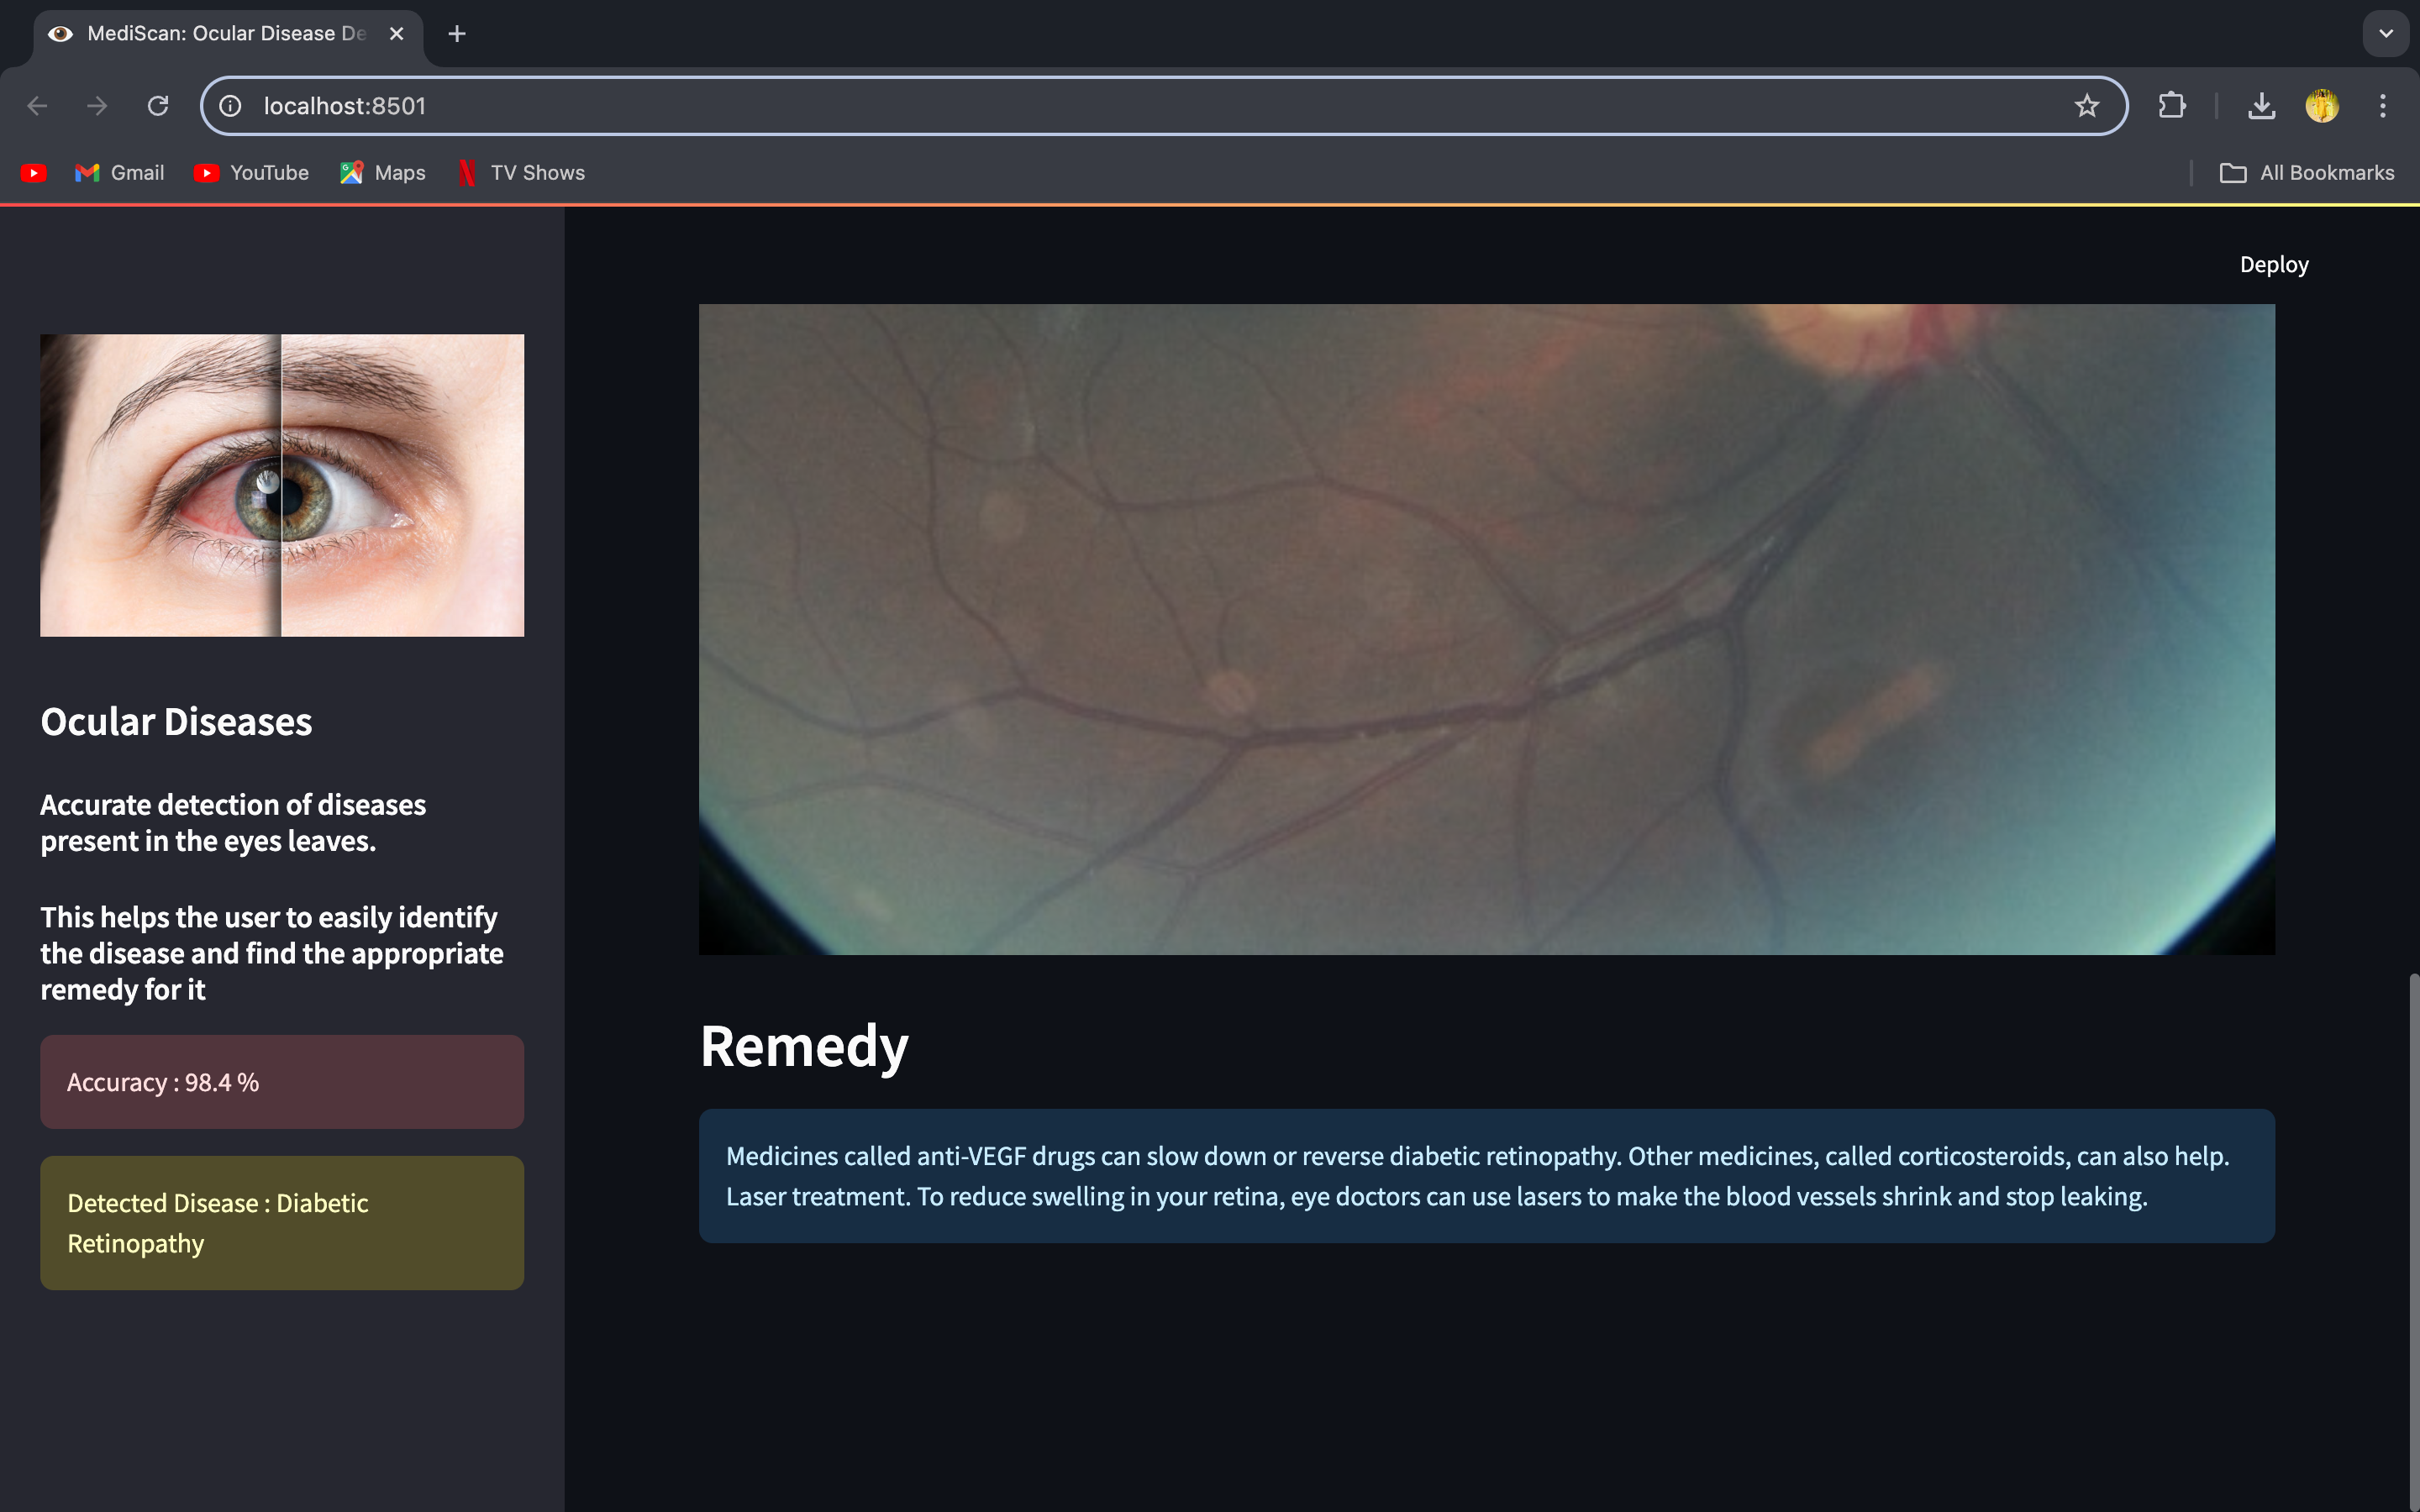 MediScan: Ocular Disease De
localhost:8501
Gmail
YouTube
Maps
TV Shows
All Bookmarks
Deploy
Ocular Diseases
Accurate detection of diseases
present in the eyes leaves.
This helps the user to easily identify
the disease and find the appropriate
remedy for it
Accuracy : 98.4 %
Detected Disease : Diabetic
Retinopathy
Remedy
Medicines called anti-VEGF drugs can slow down or reverse diabetic retinopathy. Other medicines, called corticosteroids, can also help.
Laser treatment. To reduce swelling in your retina, eye doctors can use lasers to make the blood vessels shrink and stop leaking.